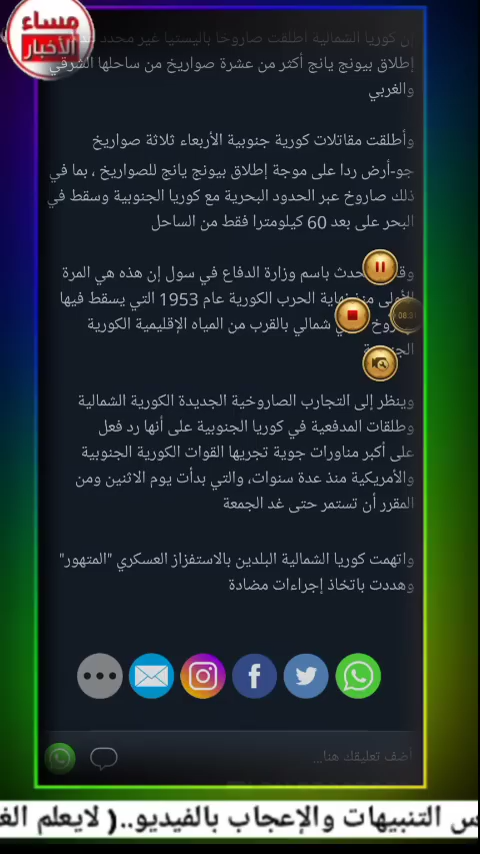 مساء
الأخبار
إن كوريا الشمالية أطلقت صاروخا باليستيا غير محدد
إطلاق بيونج يانج أكثر من عشرة صواريخ من ساحلها الشرقي
والغربي
وأطلقت مقاتلات كورية جنوبية الأربعاء ثلاثة صواريخ
جو-أرض ردا على موجة إطلاق بيونج يانج للصواريخ ، بما في
ذلك صاروخ عبر الحدود البحرية مع كوريا الجنوبية وسقط في
البحر على بعد 60 كيلومترا فقط من الساحل
باسم وزارة الدفاع في سول إن هذه هي المرة
نهاية الحرب الكورية عام 1953 التي يسقط فيها
شمالي بالقرب من المياه الإقليمية الكورية
وينظر إلى التجارب الصاروخية الجديدة الكورية الشمالية
وطلقات المدفعية في كوريا الجنوبية على أنها رد فعل
على أكبر مناورات جوية تجريها القوات الكورية الجنوبية
والأمريكية منذ عدة سنوات، والتي بدأت يوم الاثنين ومن
المقرر أن تستمر حتى غد الجمعة
واتهمت كوريا الشمالية البلدين بالاستفزاز العسكري "المتهور"
وهددت باتخاذ إجراءات مضادة
أضف تعليقك هنا...
التنبيهات والإعجاب بالفيديو..( لايعلم